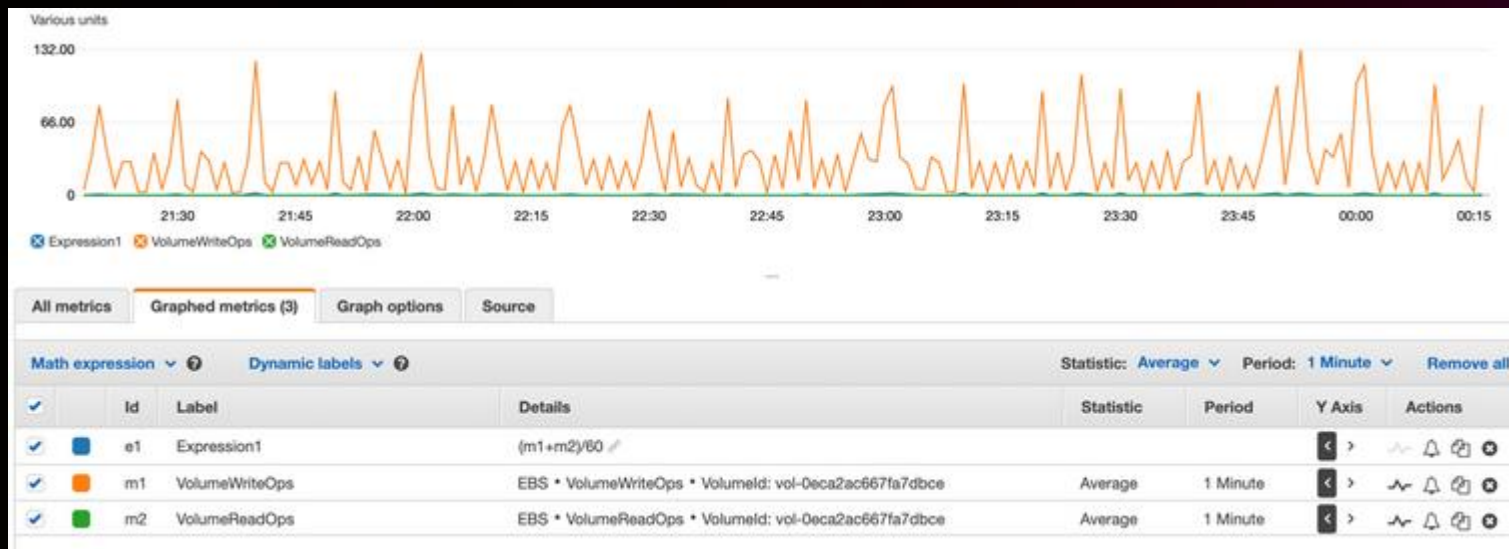 Various units
132.00
66.00
0
21:30 21:45 22:00 22:15 22:30 22:45 23:00 23:15 23:30 23:45 00:00 00:15
Expression1 VolumeWriteOps VolumeReadOps
All metrics Graphed metrics (3) Graph options Source
Math expression Dynamic labels Statistic: Average Period: 1 Minute Remove all
Id Label Details Statistic Period Y Axis Actions
e1 Expression1 (m1+m2)/60
m1 VolumeWriteOps EBS • VolumeWriteOps • VolumeId: vol-0eca2ac667fa7dbce Average 1 Minute
m2 VolumeReadOps EBS • VolumeReadOps • VolumeId: vol-0eca2ac667fa7dbce Average 1 Minute